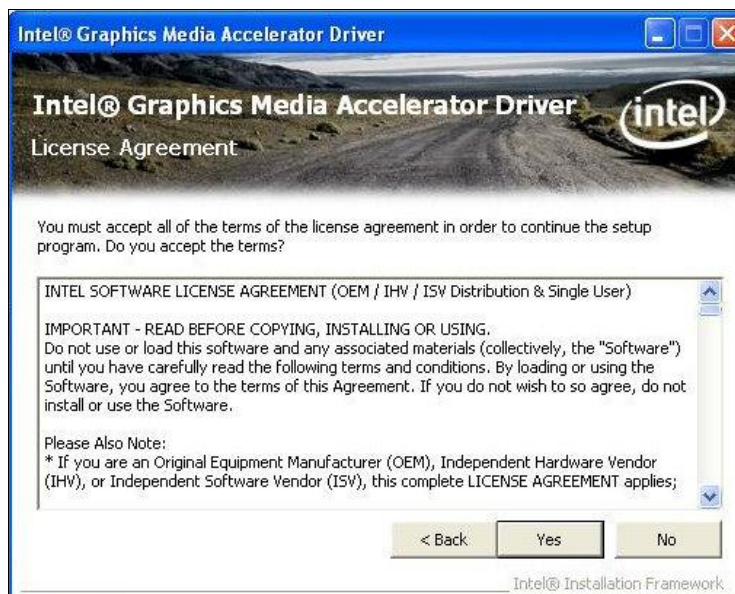 Intel® Graphics Media Accelerator Driver
Intel® Graphics Media Accelerator Driver
intel
License Agreement
You must accept all of the terms of the license agreement in order to continue the setup
program. Do you accept the terms?
INTEL SOFTWARE LICENSE AGREEMENT (OEM / IHV / ISV Distribution & Single User)
IMPORTANT - READ BEFORE COPYING, INSTALLING OR USING.
Do not use or load this software and any associated materials (collectively, the "Software")
until you have carefully read the following terms and conditions. By loading or using the
Software, you agree to the terms of this Agreement. If you do not wish to so agree, do not
install or use the Software.
Please Also Note:
* If you are an Original Equipment Manufacturer (OEM), Independent Hardware Vendor
(IHV), or Independent Software Vendor (ISV), this complete LICENSE AGREEMENT applies;
< Back
Yes
No
Intel® Installation Framework